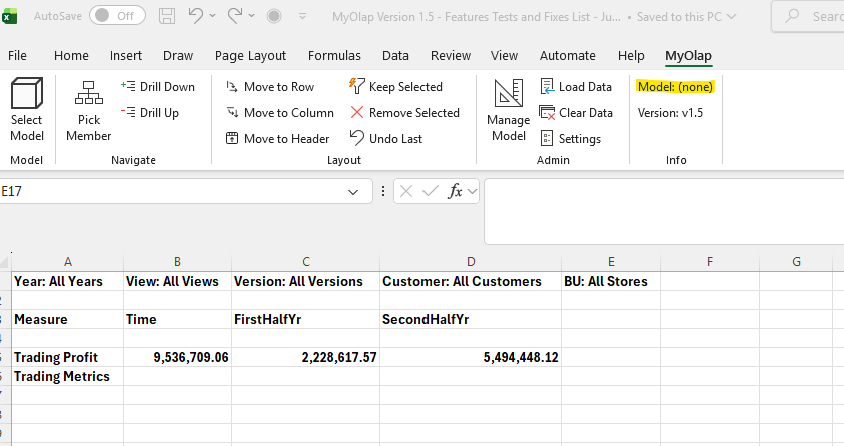 AutoSave Off MyOlap Version 1.5 - Features Tests and Fixes List - Ju... • Saved to this PC
File Home Insert Draw Page Layout Formulas Data Review View Automate Help MyOlap
Select Model
Pick Member
Drill Down
Drill Up
Move to Row
Move to Column
Move to Header
Keep Selected
Remove Selected
Undo Last
Manage Model
Load Data
Clear Data
Settings
Model: (none)
Version: v1.5
Model Navigate Layout Admin Info
E17 fx
A B C D E F G
Year: All Years View: All Views Version: All Versions Customer: All Customers BU: All Stores
Measure Time FirstHalfYr SecondHalfYr
Trading Profit 9,536,709.06 2,228,617.57 5,494,448.12
Trading Metrics